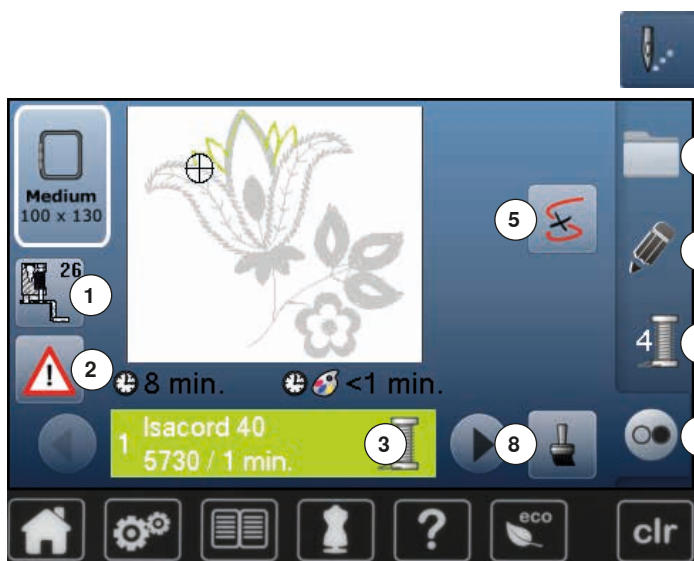 Medium
100 x 130
26
1
2
5
4
8 min.
<1 min.
1 Isacord 40
5730 / 1 min.
3
8
?
eco
clr